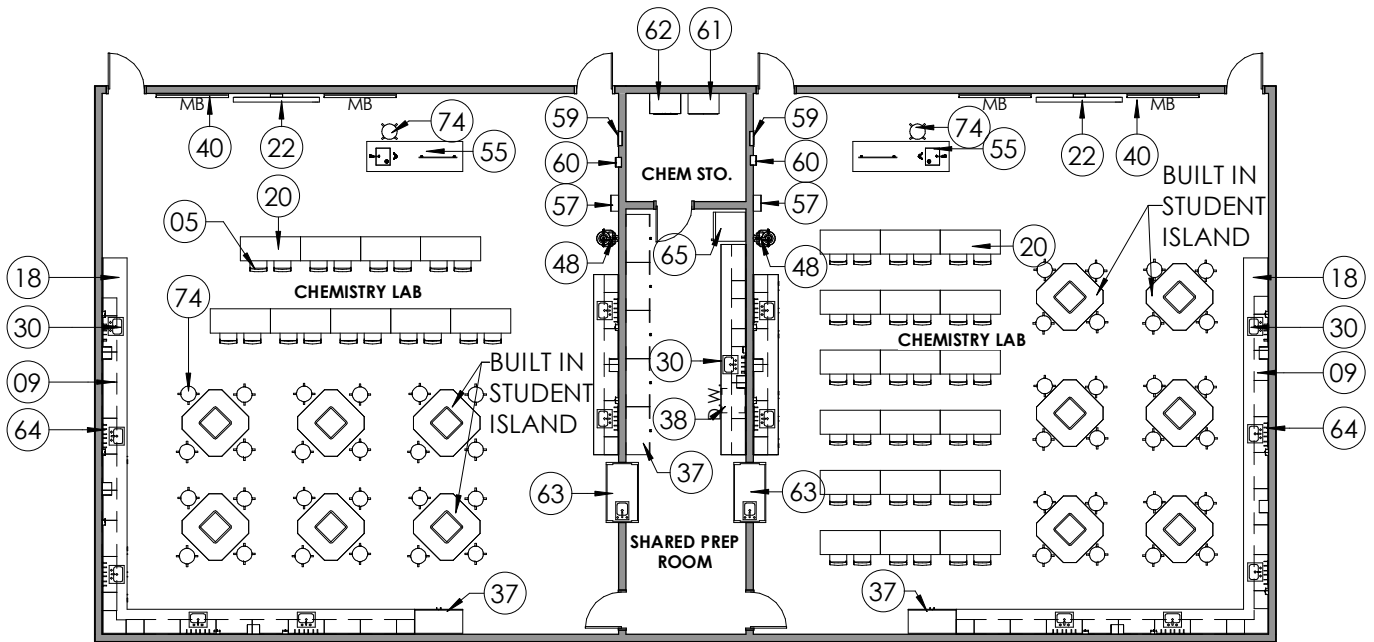 62
61
MB
MB
MB
MB
59
59
40
22
74
55
74
55
22
40
60
60
CHEM STO.
BUILT IN
STUDENT
ISLAND
20
57
57
05
20
18
48
65
48
18
CHEMISTRY LAB
74
30
30
CHEMISTRY LAB
BUILT IN
STUDENT
ISLAND
30
09
09
DW
38
64
64
37
63
63
SHARED PREP
ROOM
37
37